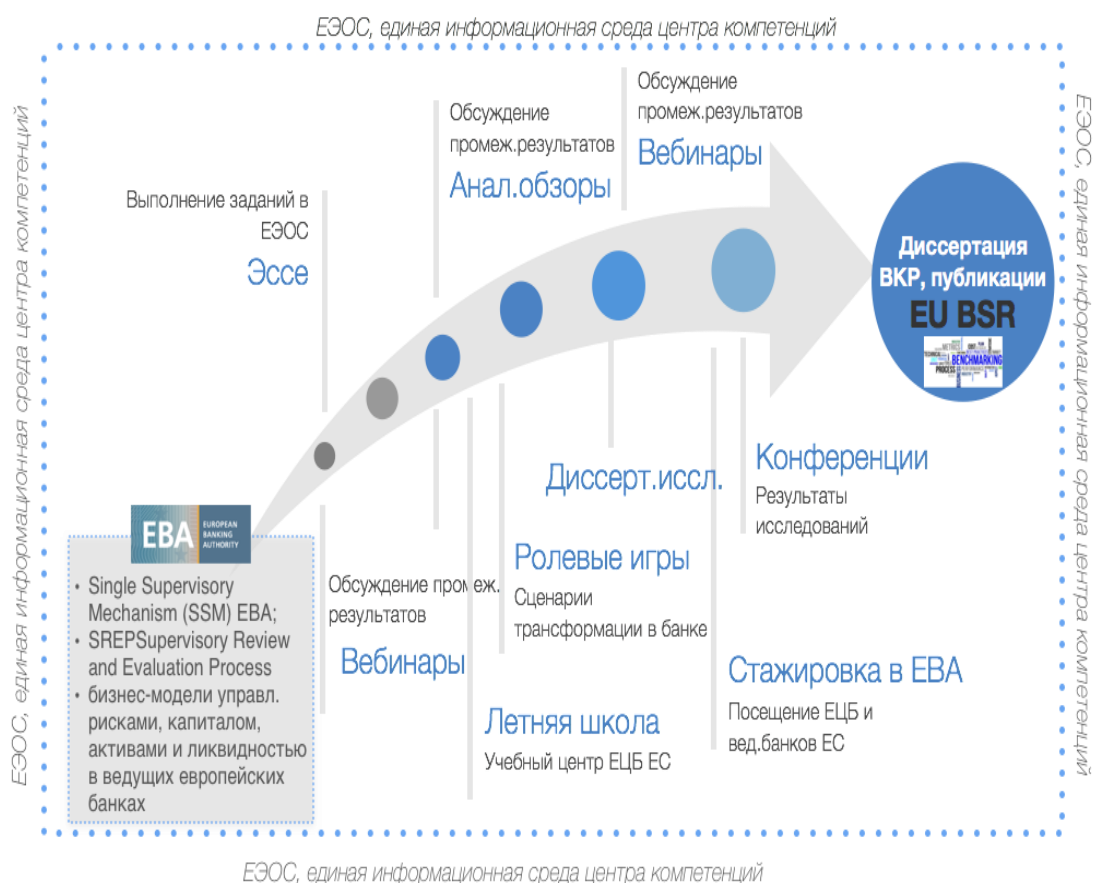 ЕЭОС, единая информационная среда центра компетенций
ЕЭОС, единая информационная среда центра компетенций
Обсуждение
промеж.результатов
Вебинары
Обсуждение
промеж.результатов
Анал.обзоры
Выполнение заданий в
ЕЭОС
Эссе
Диссертация
ВКР, публикации
EU BSR
METRICS
BENCHMARKING
PROCESS
Диссерт.иссл.
Конференции
Результаты
исследований
EBA
EUROPEAN
BANKING
AUTHORITY
• Single Supervisory
Mechanism (SSM) EBA;
• SREPSupervisory Review
and Evaluation Process
• бизнес-модели управл.
рисками, капиталом,
активами и ликвидностью
в ведущих европейских
банках
Обсуждение промеж.
результатов
Вебинары
Ролевые игры
Сценарии
трансформации в банке
Летняя школа
Учебный центр ЕЦБ ЕС
Стажировка в ЕВА
Посещение ЕЦБ и
вед.банков ЕС
ЕЭОС, единая информационная среда центра компетенций
ЕЭОС, единая информационная среда центра компетенций